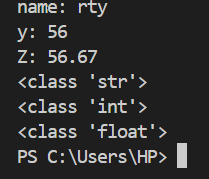 name: rty
y: 56
Z: 56.67
<class 'str'>
<class 'int'>
<class 'float'>
PS C:\Users\HP>